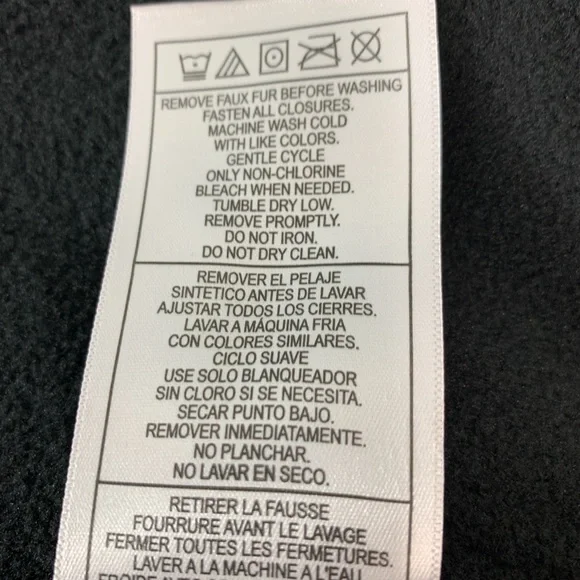 REMOVE FAUX FUR BEFORE WASHING
FASTEN ALL CLOSURES.
MACHINE WASH COLD
WITH LIKE COLORS.
GENTLE CYCLE
ONLY NON-CHLORINE
BLEACH WHEN NEEDED.
TUMBLE DRY LOW.
REMOVE PROMPTLY.
DO NOT IRON.
DO NOT DRY CLEAN.
REMOVER EL PELAJE
SINTETICO ANTES DE LAVAR
AJUSTAR TODOS LOS CIERRES.
LAVAR A MÁQUINA FRIA
CON COLORES SIMILARES.
CICLO SUAVE
USE SOLO BLANQUEADOR
SIN CLORO SI SE NECESITA.
SECAR PUNTO BAJO.
REMOVER INMEDIATAMENTE.
NO PLANCHAR.
NO LAVAR EN SECO.
RETIRER LA FAUSSE
FOURRURE AVANT LE LAVAGE
FERMER TOUTES LES FERMETURES.
LAVER A LA MACHINE A L'EAU